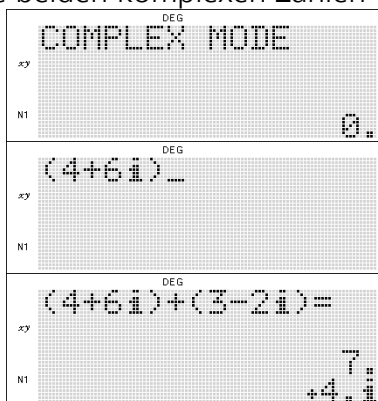 beiden komplexen Zahlen
DEG
COMPLEX MODE
xy
N1
0.
DEG
(4+6i)_
xy
N1
DEG
(4+6i)+(3-2i)=
xy
7.
N1
+4.i